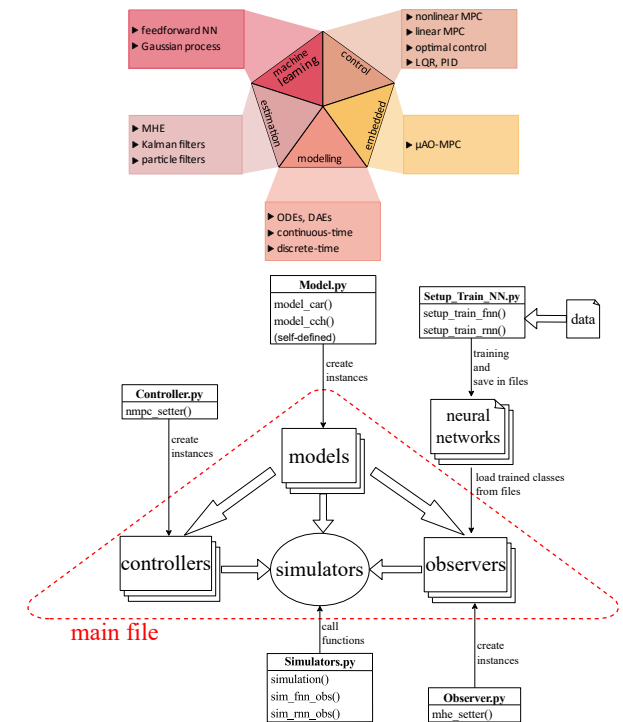 ▶ feedforward NN
▶ Gaussian process
▶ nonlinear MPC
▶ linear MPC
▶ optimal control
▶ LQR, PID
machine
learning
control
estimation
embedded
modelling
▶ MHE
▶ Kalman filters
▶ particle filters
▶ µAO-MPC
▶ ODEs, DAEs
▶ continuous-time
▶ discrete-time
Model.py
model_car()
model_cch()
(self-defined)
Setup_Train_NN.py
setup_train_fnn()
setup_train_rnn()
data
create
instances
training
and
save in files
Controller.py
nmpc_setter()
create
instances
neural
networks
models
load trained classes
from files
controllers
simulators
observers
main file
call
functions
create
instances
Simulators.py
simulation()
sim_fnn_obs()
sim_rnn_obs()
Observer.py
mhe_setter()